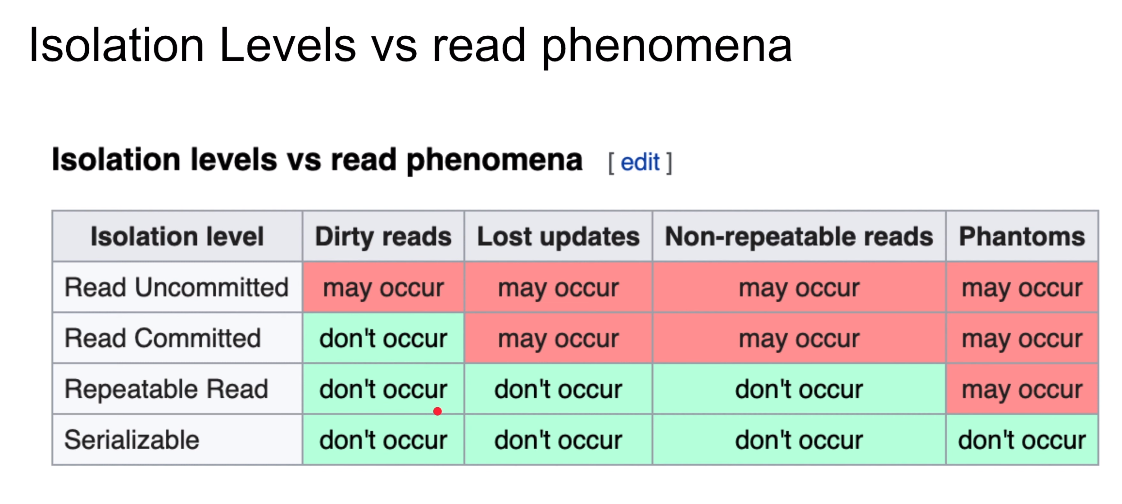 Isolation Levels vs read phenomena
Isolation levels vs read phenomena [ edit ]
Isolation level Dirty reads Lost updates Non-repeatable reads Phantoms
Read Uncommitted may occur may occur may occur may occur
Read Committed don't occur may occur may occur may occur
Repeatable Read don't occur don't occur don't occur may occur
Serializable don't occur don't occur don't occur don't occur